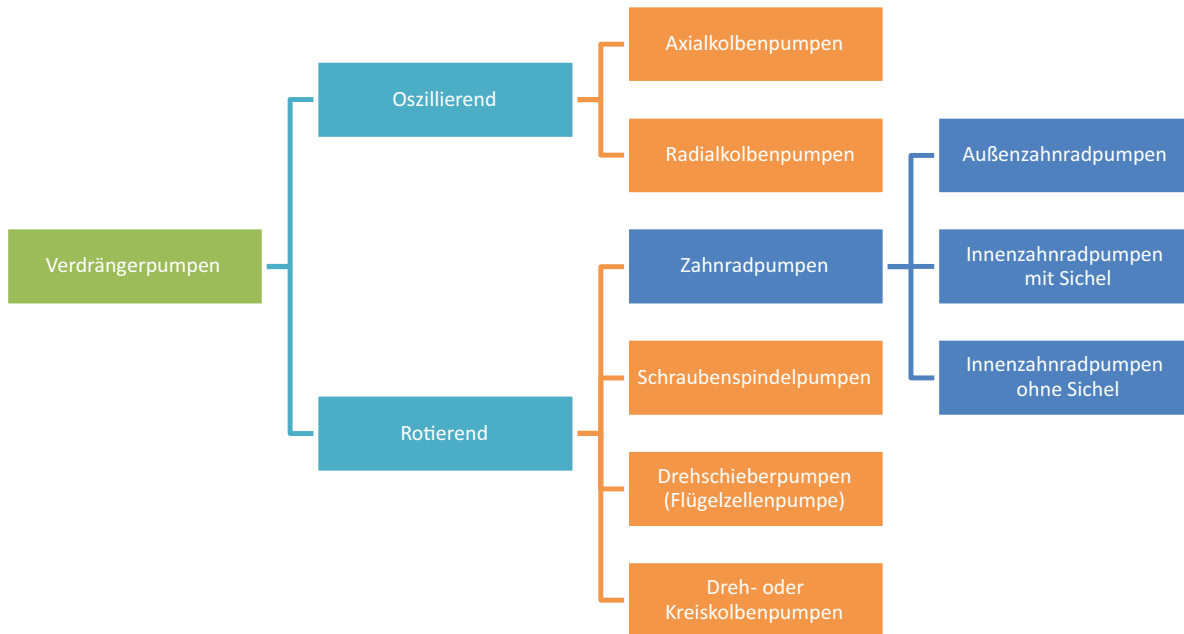 Verdrängerpumpen
Oszillierend
Axialkolbenpumpen
Radialkolbenpumpen
Rotierend
Zahnradpumpen
Außenzahnradpumpen
Innenzahnradpumpen
mit Sichel
Innenzahnradpumpen
ohne Sichel
Schraubenspindelpumpen
Drehschieberpumpen
(Flügelzellenpumpe)
Dreh- oder
Kreiskolbenpumpen